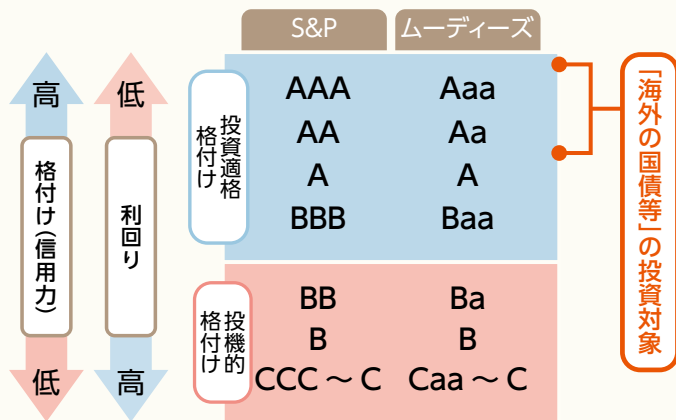 S&P ムーディーズ
高
低
格付け(信用力)
利回り
低
高
投資適格
格付け
AAA Aaa
AA Aa
A A
BBB Baa
投機的
格付け
BB Ba
B B
CCC ~ C Caa ~ C
「海外の国債等」の投資対象